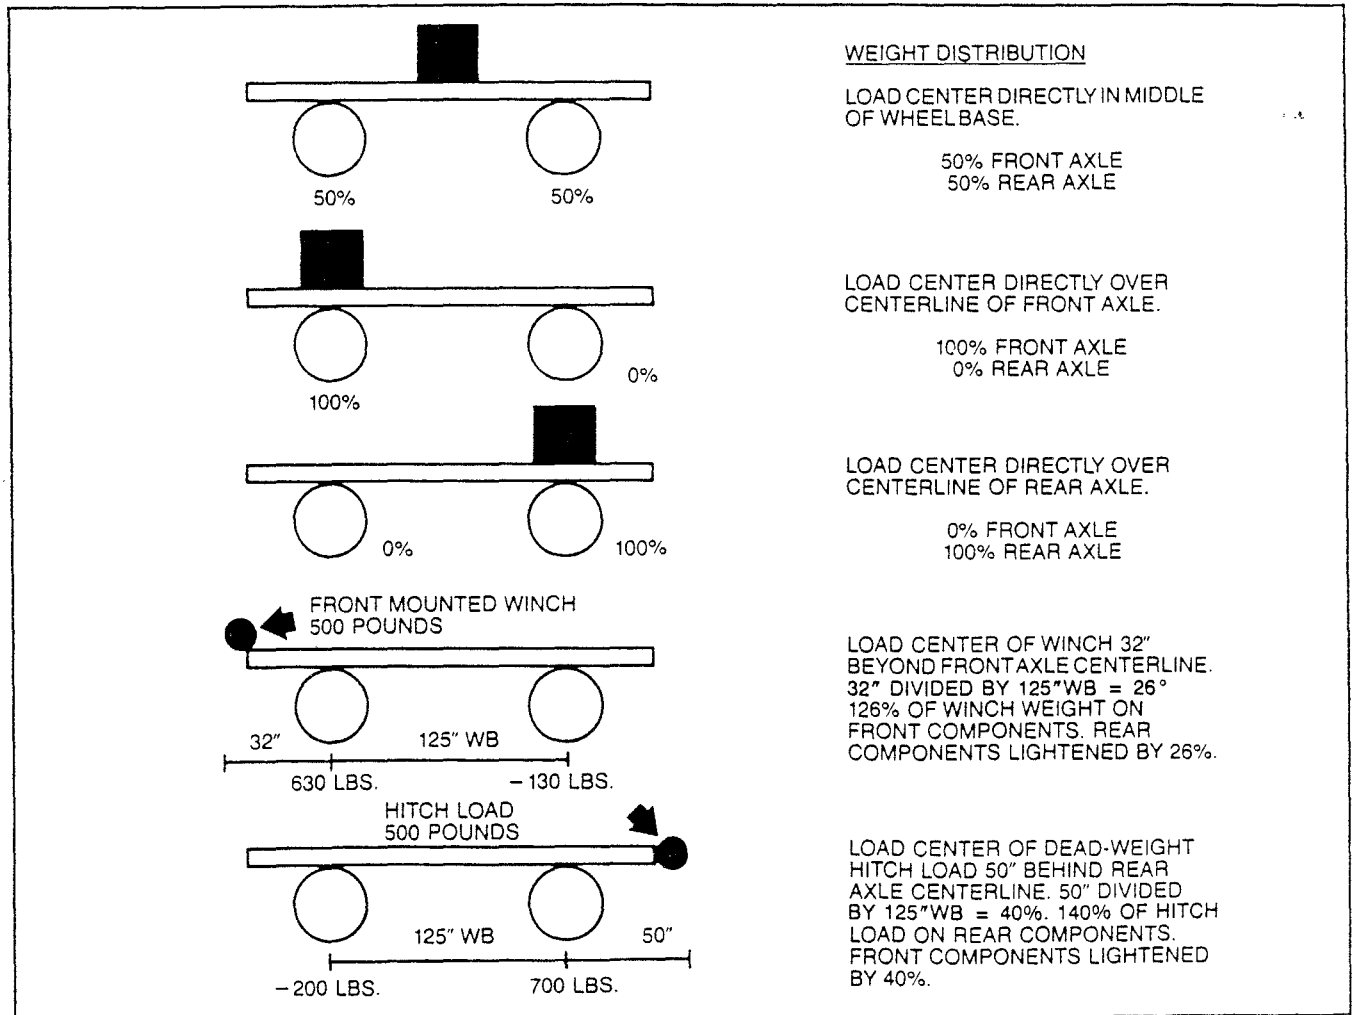 WEIGHT DISTRIBUTION
LOAD CENTER DIRECTLY IN MIDDLE
OF WHEELBASE.
50% FRONT AXLE
50% REAR AXLE
50%
50%
LOAD CENTER DIRECTLY OVER
CENTERLINE OF FRONT AXLE.
100% FRONT AXLE
0% REAR AXLE
0%
100%
LOAD CENTER DIRECTLY OVER
CENTERLINE OF REAR AXLE.
0% FRONT AXLE
100% REAR AXLE
0%
100%
FRONT MOUNTED WINCH
500 POUNDS
32"
125" WB
630 LBS.
-130 LBS.
LOAD CENTER OF WINCH 32"
BEYOND FRONT AXLE CENTERLINE.
32" DIVIDED BY 125"WB = 26°
126% OF WINCH WEIGHT ON
FRONT COMPONENTS. REAR
COMPONENTS LIGHTENED BY 26%.
HITCH LOAD
500 POUNDS
125" WB
50"
-200 LBS.
700 LBS.
LOAD CENTER OF DEAD-WEIGHT
HITCH LOAD 50" BEHIND REAR
AXLE CENTERLINE. 50" DIVIDED
BY 125"WB = 40%. 140% OF HITCH
LOAD ON REAR COMPONENTS.
FRONT COMPONENTS LIGHTENED
BY 40%.